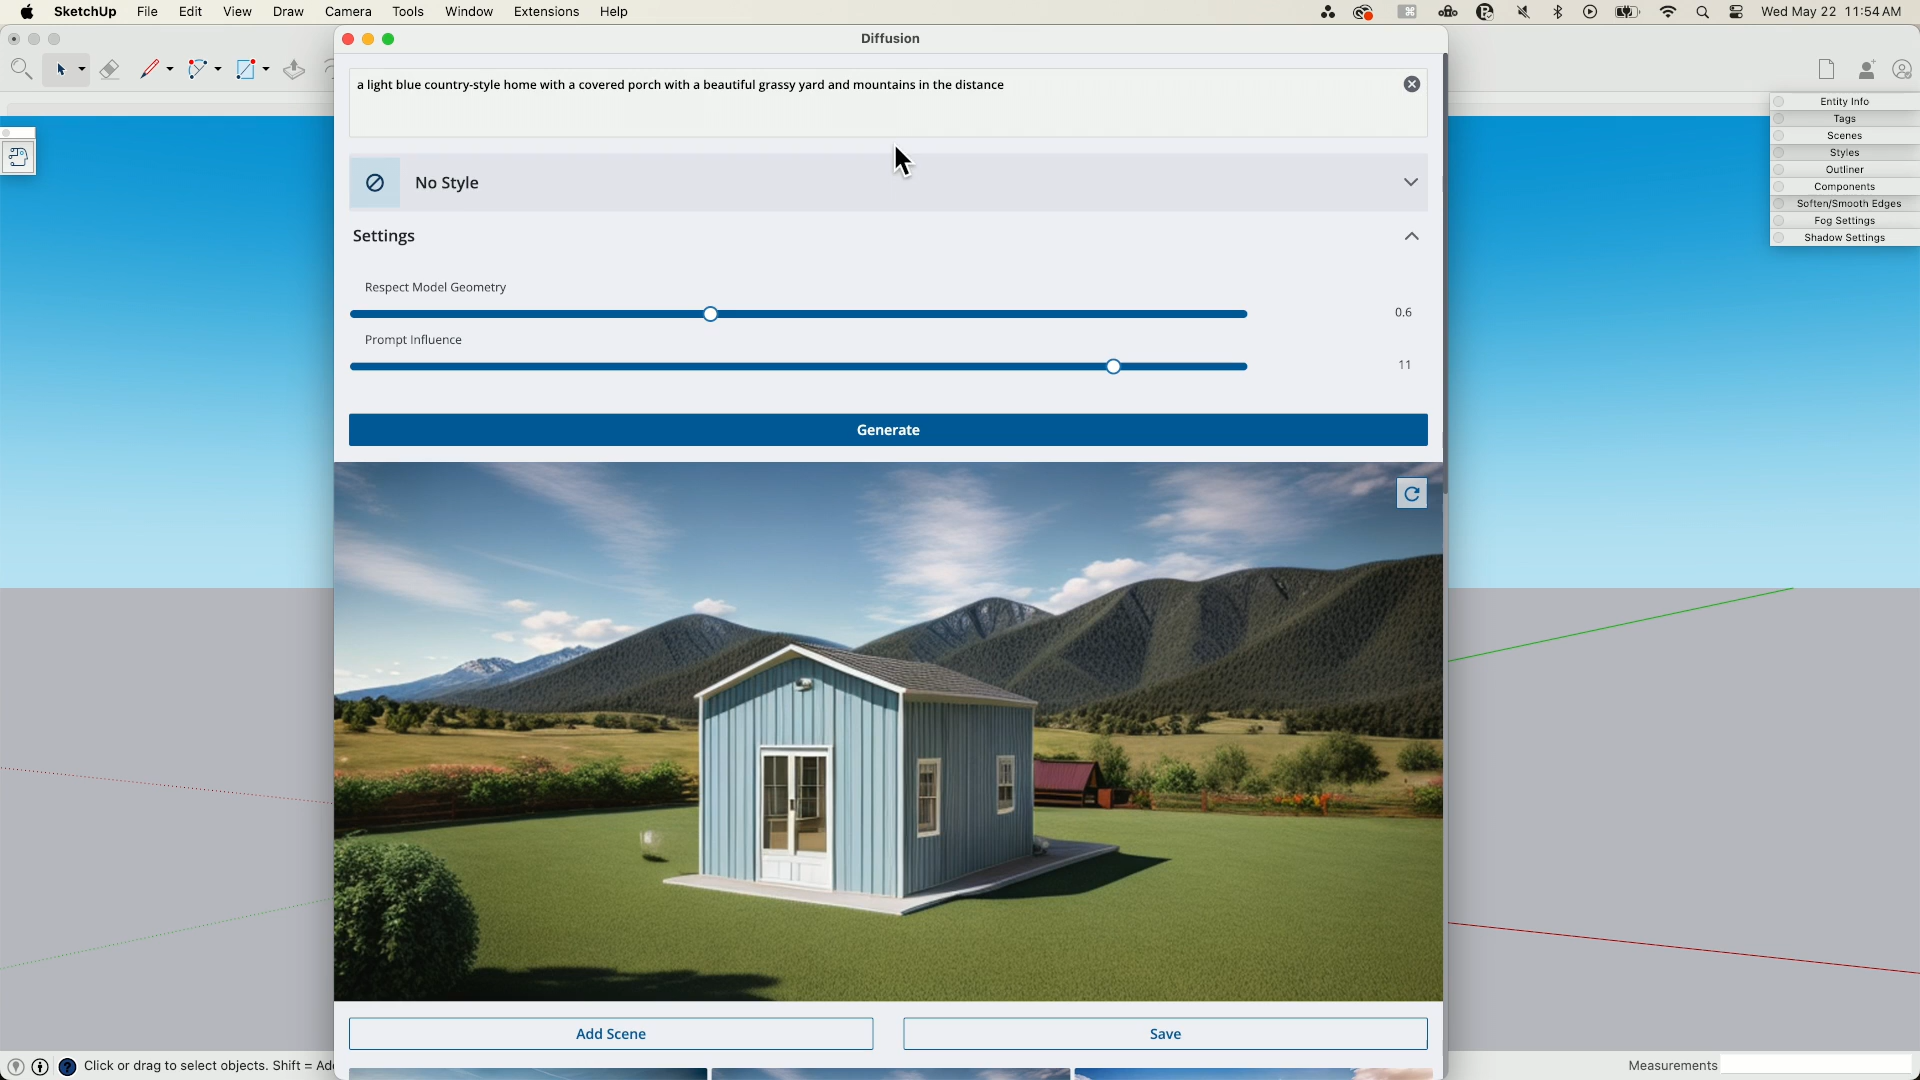 SketchUp File Edit View Draw Camera Tools Window Extensions Help Wed May 22 11:54 AM
Diffusion
a light blue country-style home with a covered porch with a beautiful grassy yard and mountains in the distance
No Style
Settings
Respect Model Geometry
0.6
Prompt Influence
11
Generate
Add Scene Save
Entity Info
Tags
Scenes
Styles
Outliner
Components
Soften/Smooth Edges
Fog Settings
Shadow Settings
Click or drag to select objects. Shift = Ad
Measurements